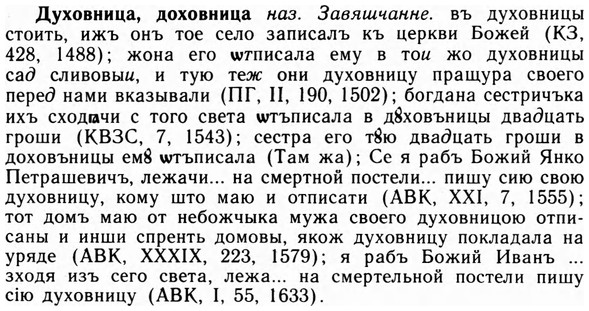 Духовница, доховница наз. Завяшчанне. въ духовницы
стоить, ижъ онъ тое село записалъ къ церкви Божей (КЗ,
428, 1488); жона его ѡтписала ему в тои жо духовницы
сад сливовыи, и тую теж они духовницу пращура своего
перед нами вказывали (ПГ, II, 190, 1502); богдана сестричъка
ихъ сходѧчи с того света ѡтъписала в дꙋховъницы двадцать
гроши (КВЗС, 7, 1543); сестра его тꙋю двадцать гроши в
доховъницы емꙋ ѡтъписала (Там жа); Се я рабъ Божий Янко
Петрашевичъ, лежачи... на смертной постели... пишу сию свою
духовницу, кому што маю и отписати (АВК, XXI, 7, 1555);
тот домъ маю от небожчыка мужа своего духовницою отпи-
саны и инши спренть домовы, якож духовницу покладала на
уряде (АВК, XXXIX, 223, 1579); я рабъ Божий Иванъ ...
зходя изъ сего света, лежа... на смертельной постели пишу
сію духовницу (АВК, I, 55, 1633).